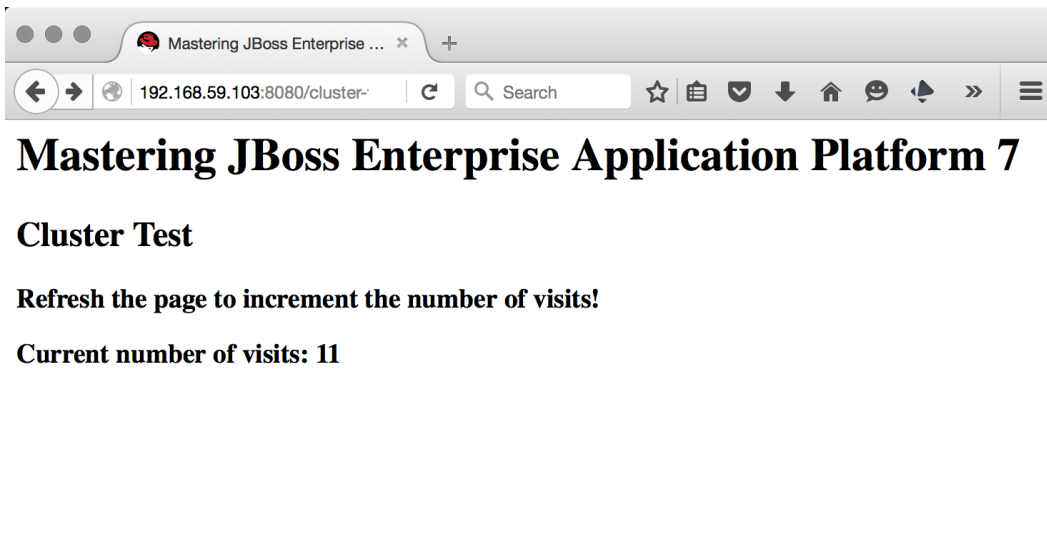 Mastering JBoss Enterprise ...
192.168.59.103:8080/cluster-
Search
Mastering JBoss Enterprise Application Platform 7
Cluster Test
Refresh the page to increment the number of visits!
Current number of visits: 11